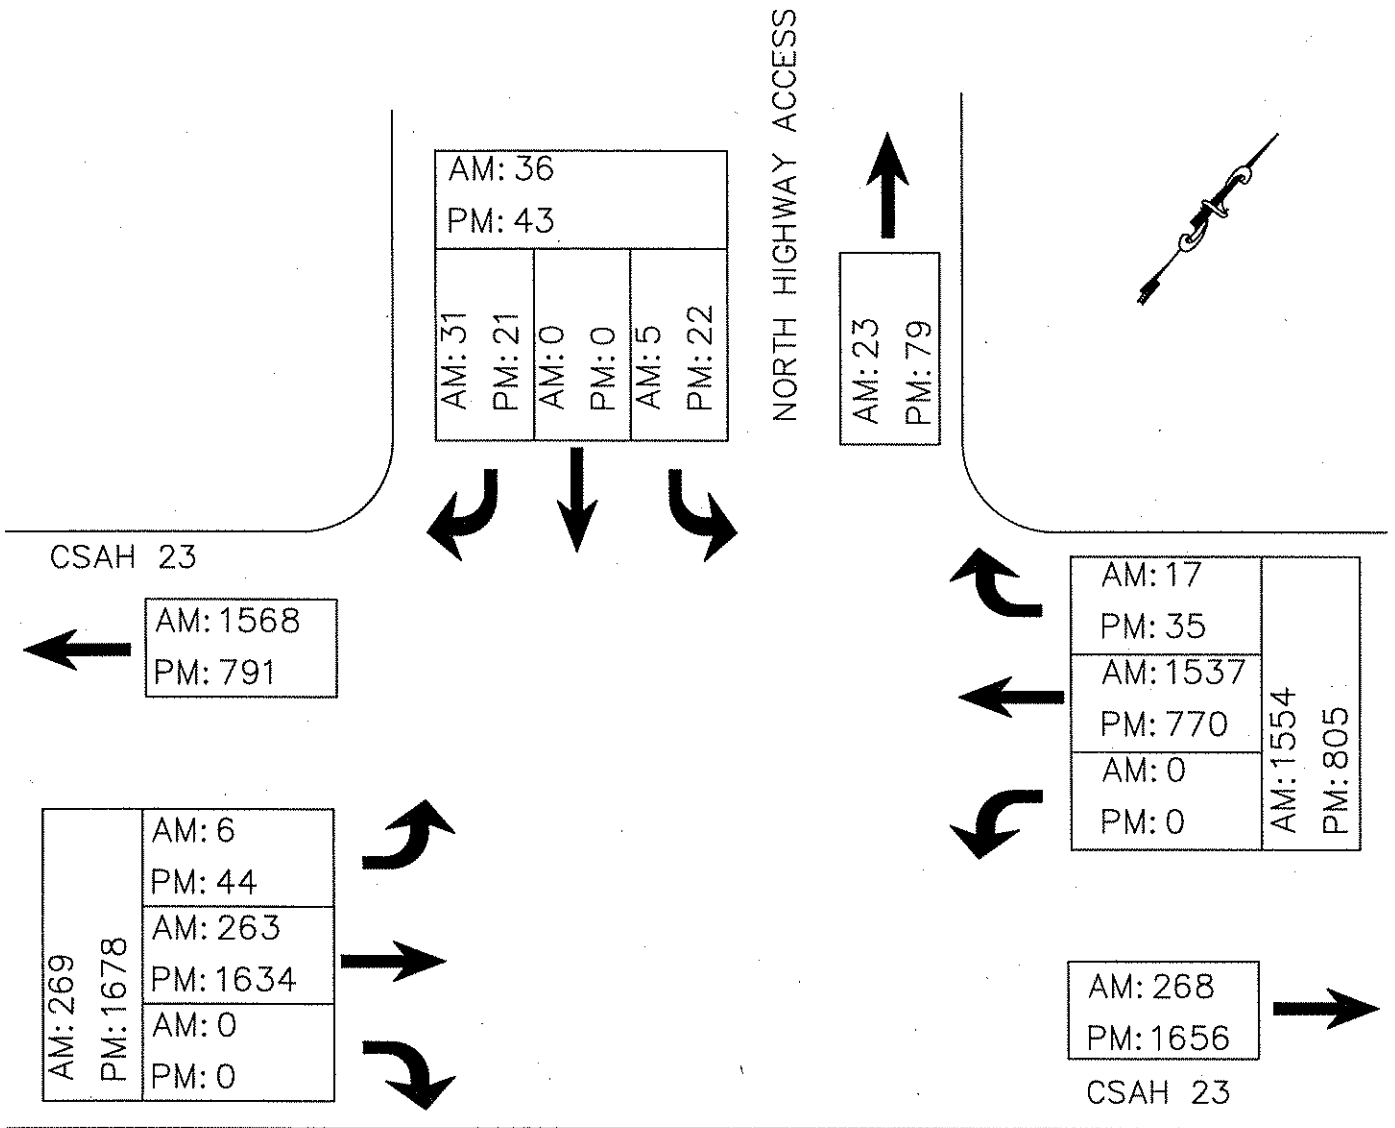 NORTH HIGHWAY ACCESS
AM: 36
PM: 43
AM: 31
PM: 21
AM: 0
PM: 0
AM: 5
PM: 22
AM: 23
PM: 79
CSAH 23
AM: 1568
PM: 791
AM: 17
PM: 35
AM: 1537
PM: 770
AM: 0
PM: 0
AM: 1554
PM: 805
AM: 269
PM: 1678
AM: 6
PM: 44
AM: 263
PM: 1634
AM: 0
PM: 0
AM: 268
PM: 1656
CSAH 23